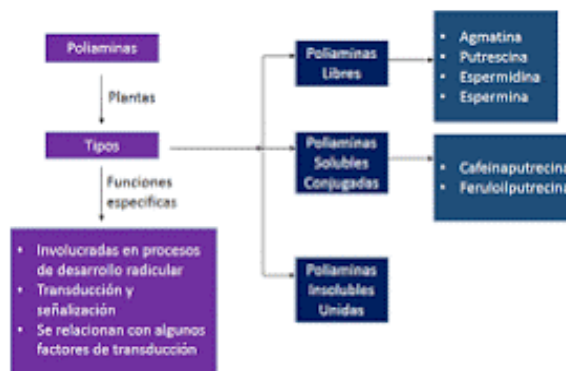 Poliaminas
Plantas
Tipos
Funciones
especificas
• Involucradas en procesos
de desarrollo radicular
• Transducción y
señalización
• Se relacionan con algunos
factores de transducción
Poliaminas
Libres
• Agmatina
• Putrescina
• Espermidina
• Espermina
Poliaminas
Solubles
Conjugadas
• Cafeinaputrecina
• Feruloilputrecina
Poliaminas
Insolubles
Unidas